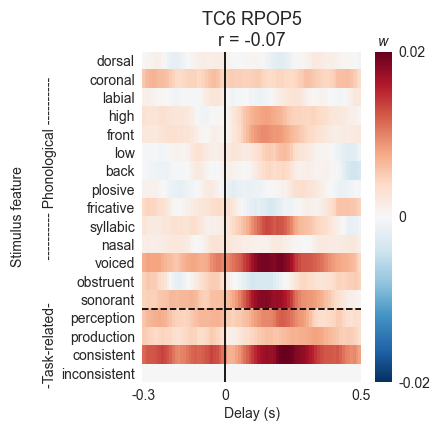 TC6 RPOP5
r = -0.07
w
dorsal
coronal
labial
high
front
low
back
plosive
fricative
syllabic
nasal
voiced
obstruent
sonorant
perception
production
consistent
inconsistent
Stimulus feature
-Task-related- ----------- Phonological ----------
-0.3 0 0.5
Delay (s)
0.02
0
-0.02